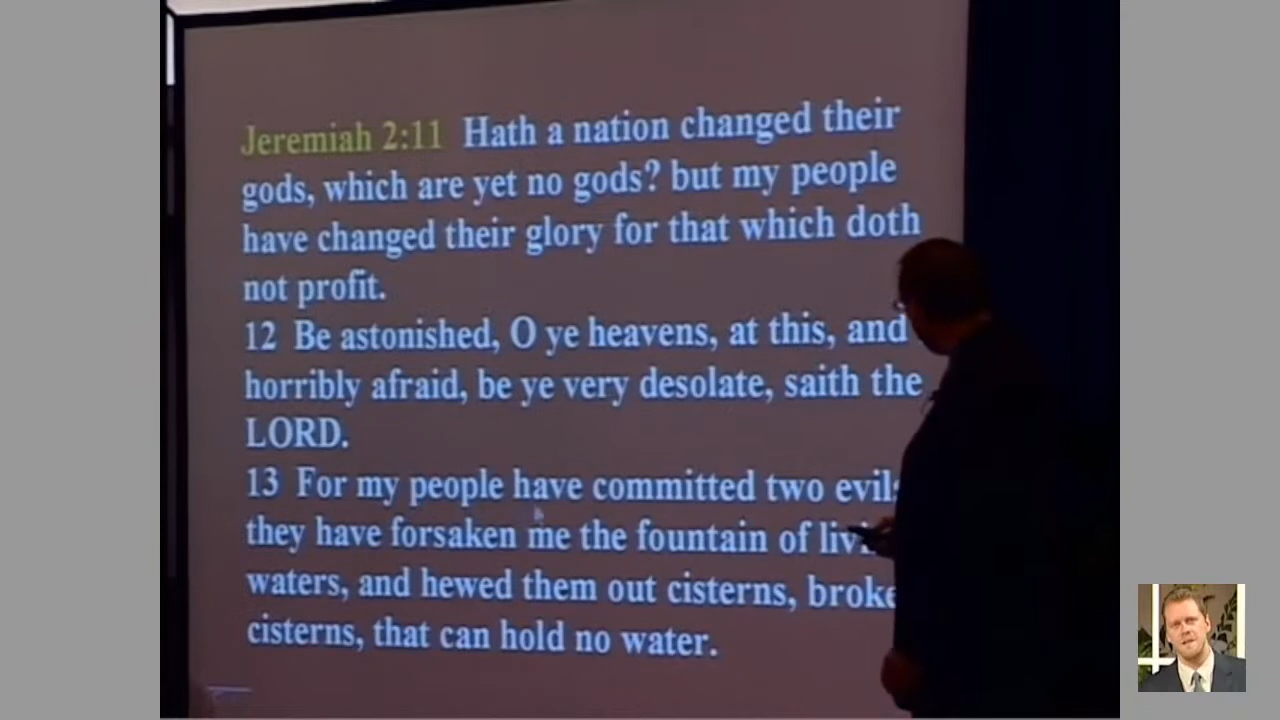 Jeremiah 2:11 Hath a nation changed their
gods, which are yet no gods? but my people
have changed their glory for that which doth
not profit.
12 Be astonished, O ye heavens, at this, and
horribly afraid, be ye very desolate, saith the
LORD.
13 For my people have committed two
they have forsaken me the fountain of
waters, and hewed them out cisterns,
cisterns, that can hold no water.